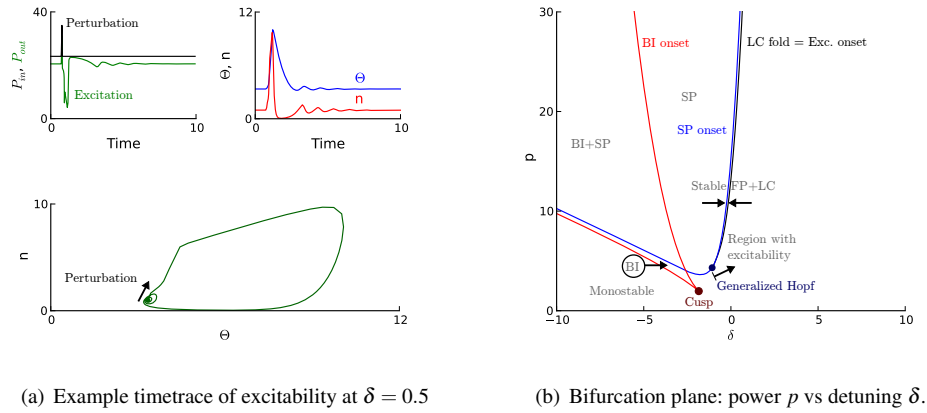 40
20
0
0
10
P_in, P_out
Time
Perturbation
Excitation
10
5
0
0
10
Θ, n
Time
Θ
n
10
0
0
12
n
Θ
Perturbation
30
20
10
0
−10
−5
0
5
10
p
δ
BI onset
LC fold = Exc. onset
SP
SP onset
BI+SP
Stable FP+LC
Region with
excitability
BI
Generalized Hopf
Monostable
Cusp
(a) Example timetrace of excitability at δ = 0.5
(b) Bifurcation plane: power p vs detuning δ.